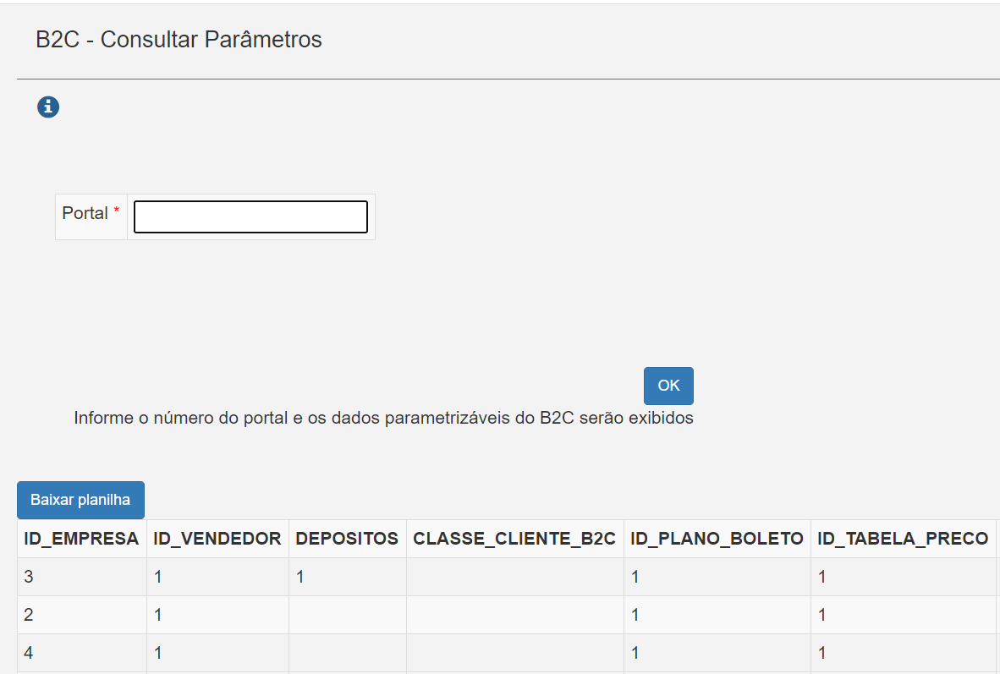 B2C - Consultar Parâmetros
Portal *
OK
Informe o número do portal e os dados parametrizáveis do B2C serão exibidos
Baixar planilha
ID_EMPRESA ID_VENDEDOR DEPOSITOS CLASSE_CLIENTE_B2C ID_PLANO_BOLETO ID_TABELA_PRECO
3 1 1 1 1
2 1 1 1
4 1 1 1